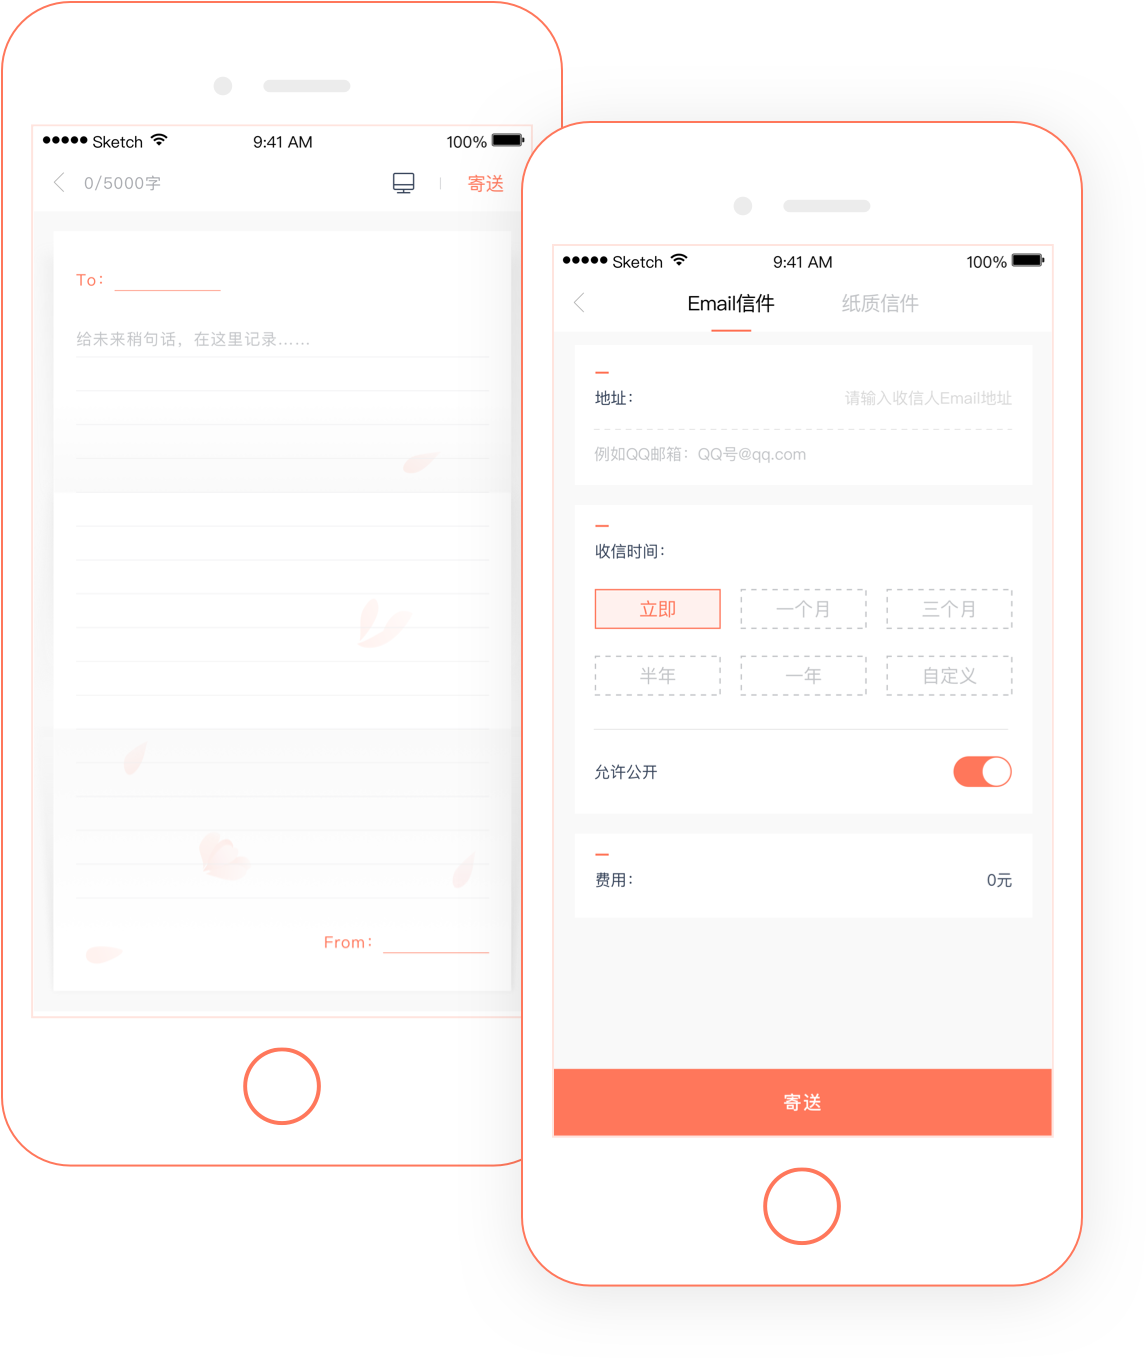 Sketch 9:41 AM 100%
0/5000字 寄送
To：
给未来稍句话，在这里记录……
From：
Sketch 9:41 AM 100%
Email信件 纸质信件
地址： 请输入收信人Email地址
例如QQ邮箱：QQ号@qq.com
收信时间：
立即 一个月 三个月
半年 一年 自定义
允许公开
费用： 0元
寄送